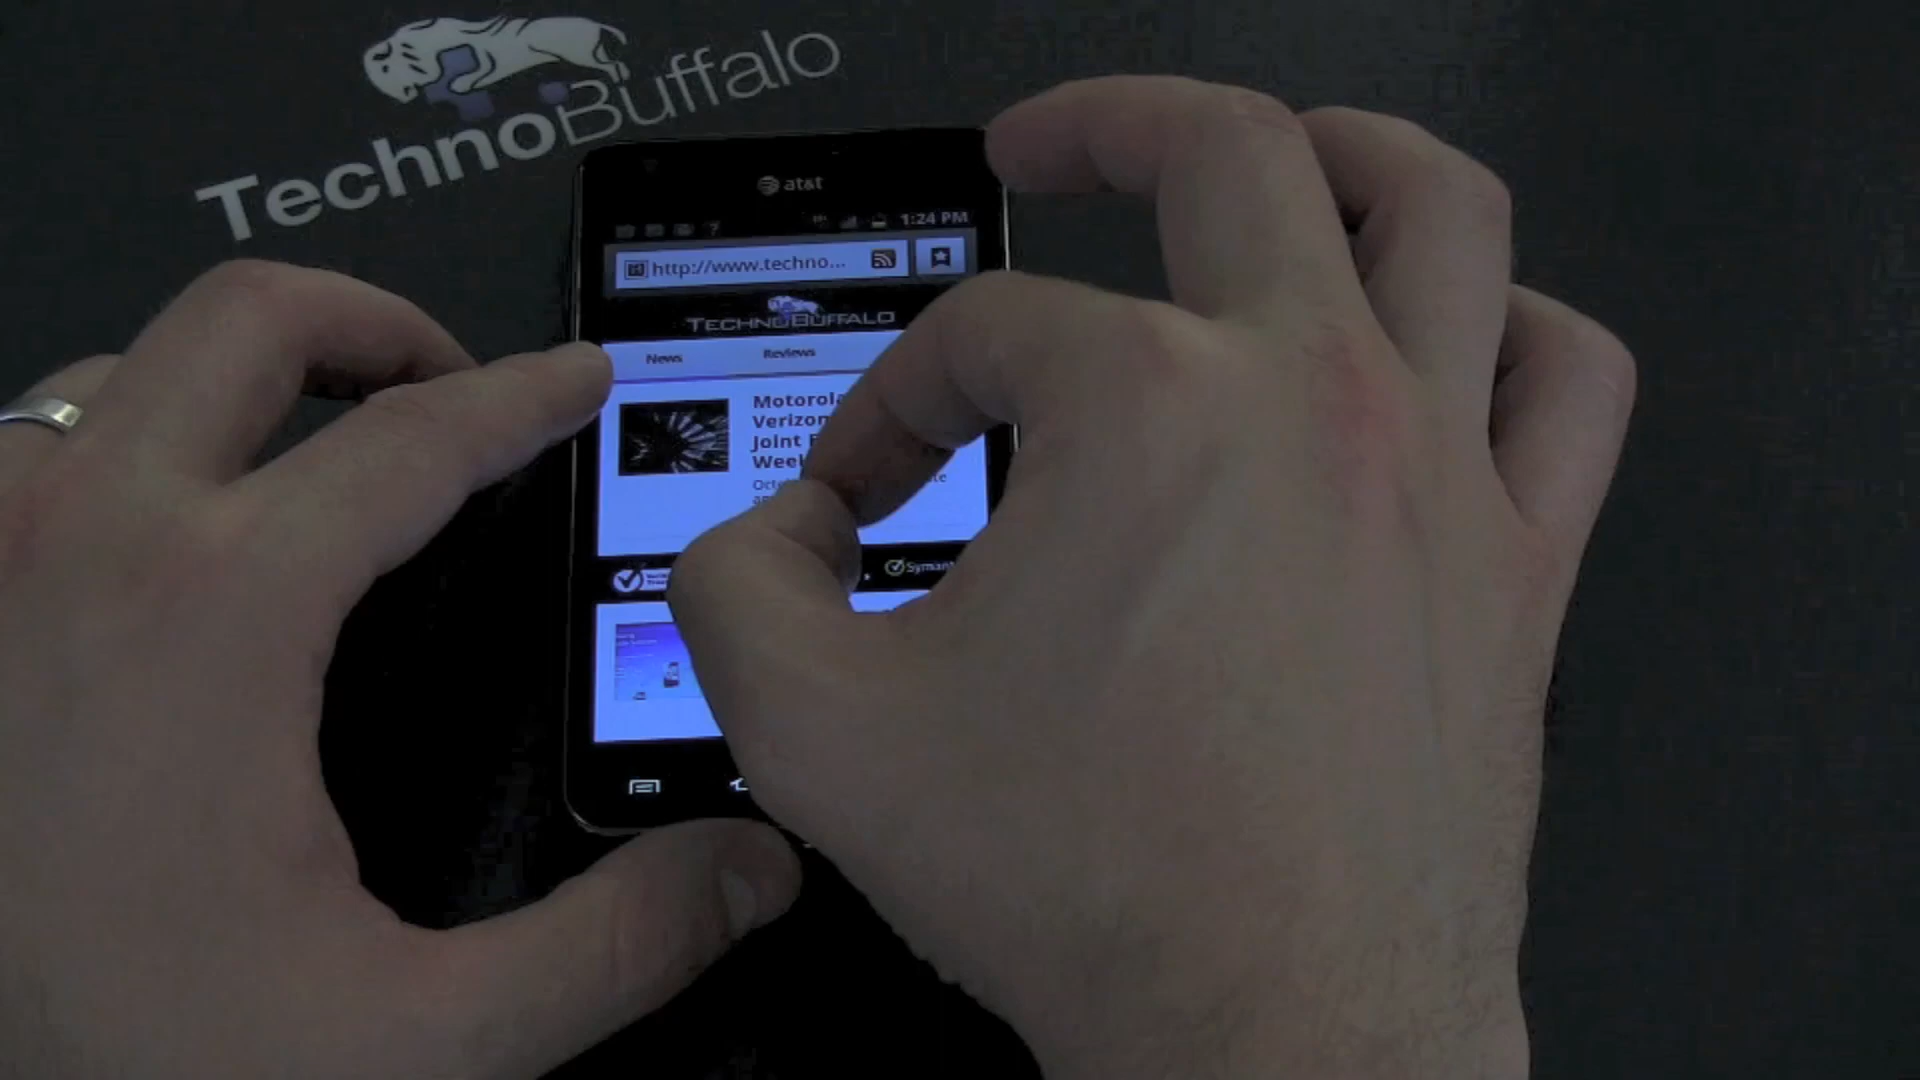 TechnoBuffalo
at&t
1:24 PM
http://www.techno...
TECHNOBUFFALO
News Reviews
Motorola
Verizon
Joint
Week
Symant